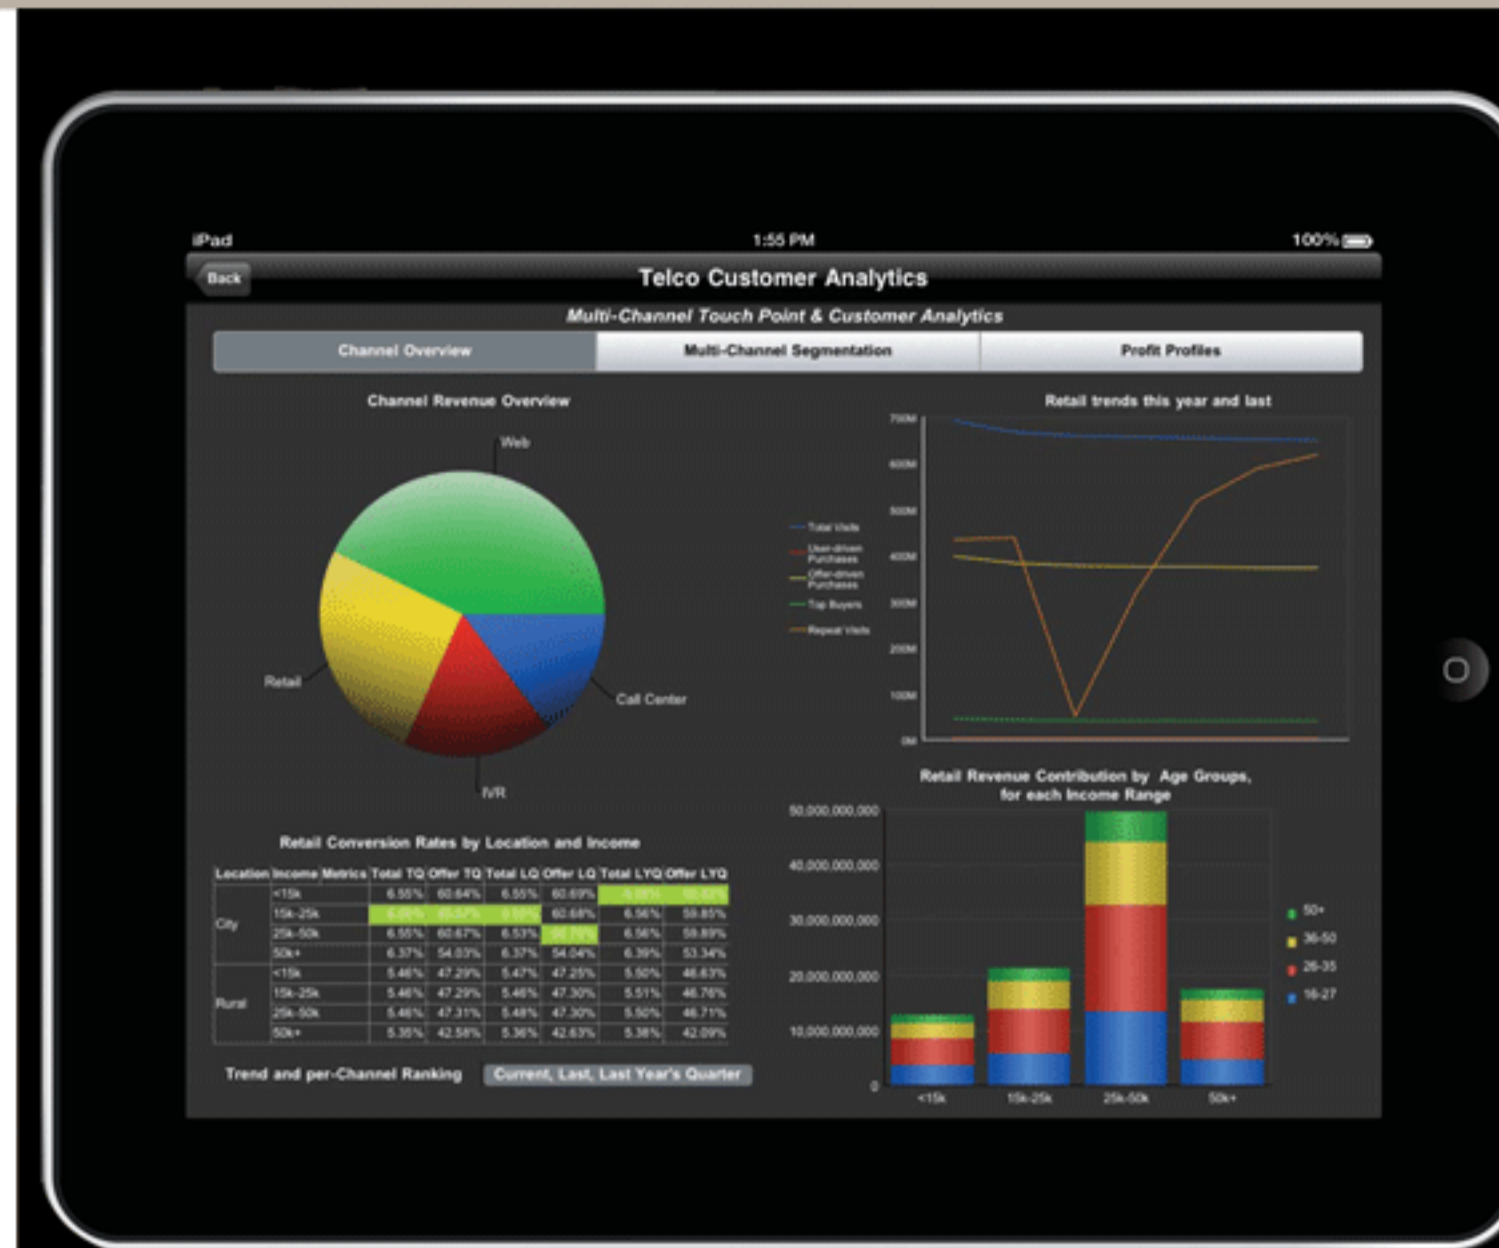 iPad 1:55 PM 100%
Back Telco Customer Analytics
Multi-Channel Touch Point & Customer Analytics
Channel Overview Multi-Channel Segmentation Profit Profiles
Channel Revenue Overview
Web
Retail
Call Center
IVR
Retail trends this year and last
700M
600M
500M
400M
300M
200M
100M
0M
Total Visits
User-driven
Purchases
Offer-driven
Purchases
Top Buyers
Repeat Visits
Retail Conversion Rates by Location and Income
Location Income Metrics Total TQ Offer TQ Total LQ Offer LQ Total LYQ Offer LYQ
City
<15k 6.55% 60.64% 6.55% 60.69%
15k-25k 60.68% 6.56% 59.85%
25k-50k 6.55% 60.67% 6.53% 6.56% 59.89%
50k+ 6.37% 54.03% 6.37% 54.04% 6.39% 53.34%
Rural
<15k 5.46% 47.29% 5.47% 47.25% 5.50% 46.63%
15k-25k 5.46% 47.29% 5.46% 47.30% 5.51% 46.76%
25k-50k 5.46% 47.31% 5.48% 47.30% 5.50% 46.71%
50k+ 5.35% 42.58% 5.36% 42.63% 5.38% 42.09%
Trend and per-Channel Ranking Current, Last, Last Year's Quarter
Retail Revenue Contribution by Age Groups,
for each Income Range
50,000,000,000
40,000,000,000
30,000,000,000
20,000,000,000
10,000,000,000
0
<15k 15k-25k 25k-50k 50k+
50+
36-50
26-35
16-27